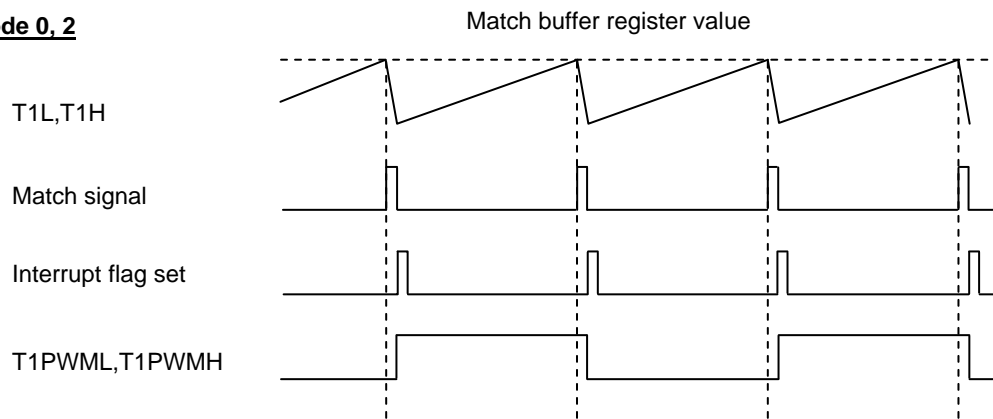 de 0, 2
Match buffer register value
T1L,T1H
Match signal
Interrupt flag set
T1PWML,T1PWMH